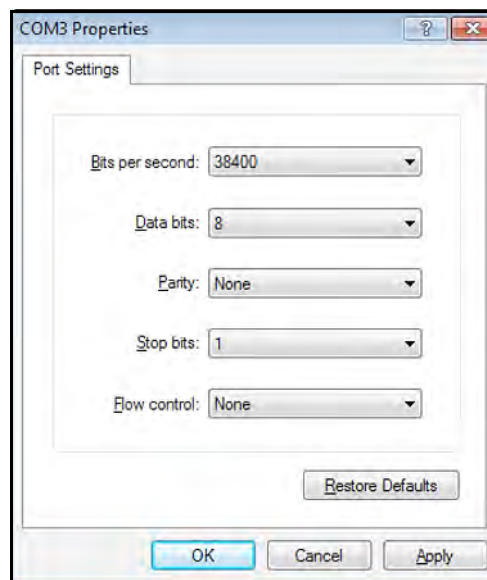 COM3 Properties
Port Settings
Bits per second: 38400
Data bits: 8
Parity: None
Stop bits: 1
Flow control: None
Restore Defaults
OK Cancel Apply